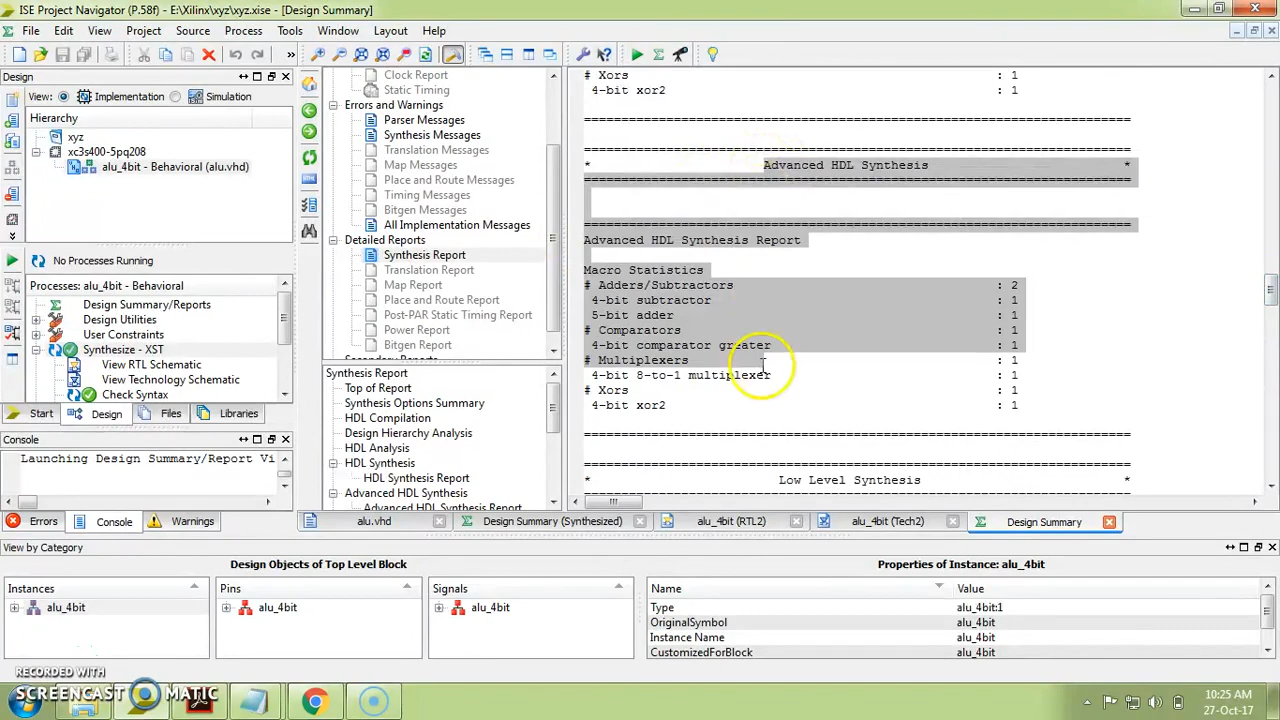 ISE Project Navigator (P.58f) - E:\Xilinx\xyz\xyz.xise - [Design Summary]
File Edit View Project Source Process Tools Window Layout Help
Design
View: Implementation Simulation
Hierarchy
xyz
xc3s400-5pq208
alu_4bit - Behavioral (alu.vhd)
No Processes Running
Processes: alu_4bit - Behavioral
Design Summary/Reports
Design Utilities
User Constraints
Synthesize - XST
View RTL Schematic
View Technology Schematic
Check Syntax
Start Design Files Libraries
Clock Report
Static Timing
Errors and Warnings
Parser Messages
Synthesis Messages
Translation Messages
Map Messages
Place and Route Messages
Timing Messages
Bitgen Messages
All Implementation Messages
Detailed Reports
Synthesis Report
Translation Report
Map Report
Place and Route Report
Post-PAR Static Timing Report
Power Report
Bitgen Report
Secondary Reports
Synthesis Report
Top of Report
Synthesis Options Summary
HDL Compilation
Design Hierarchy Analysis
HDL Analysis
HDL Synthesis
HDL Synthesis Report
Advanced HDL Synthesis
Advanced HDL Synthesis Report
# Xors : 1
4-bit xor2 : 1
=========================================================================
=========================================================================
* Advanced HDL Synthesis *
=========================================================================
=========================================================================
Advanced HDL Synthesis Report
Macro Statistics
# Adders/Subtractors : 2
4-bit subtractor : 1
5-bit adder : 1
# Comparators : 1
4-bit comparator greater : 1
# Multiplexers : 1
4-bit 8-to-1 multiplexer : 1
# Xors : 1
4-bit xor2 : 1
=========================================================================
=========================================================================
* Low Level Synthesis *
=========================================================================
Console
Launching Design Summary/Report Vi
Errors Console Warnings
alu.vhd Design Summary (Synthesized) alu_4bit (RTL2) alu_4bit (Tech2) Design Summary
View by Category
Design Objects of Top Level Block
Properties of Instance: alu_4bit
Instances Pins Signals Name Value
alu_4bit alu_4bit alu_4bit Type alu_4bit:1
OriginalSymbol alu_4bit
Instance Name alu_4bit
CustomizedForBlock alu_4bit
RECORDED WITH
SCREENCAST MATIC
10:25 AM
27-Oct-17